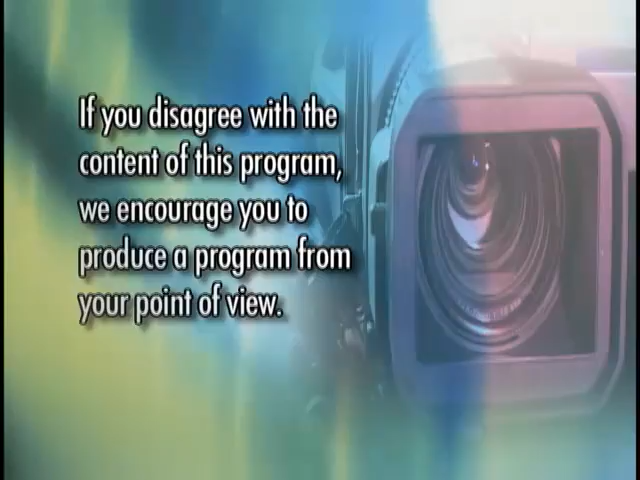 If you disagree with the
content of this program,
we encourage you to
produce a program from
your point of view.